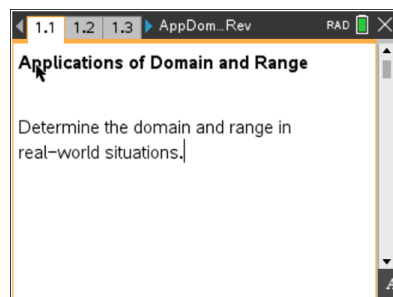 1.1 1.2 1.3 AppDom...Rev RAD
Applications of Domain and Range
Determine the domain and range in
real-world situations.